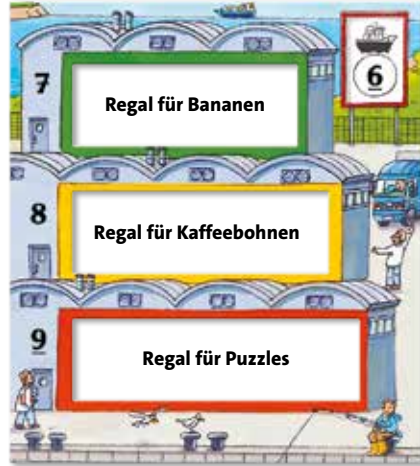 7
Regal für Bananen
6
8
Regal für Kaffeebohnen
9
Regal für Puzzles